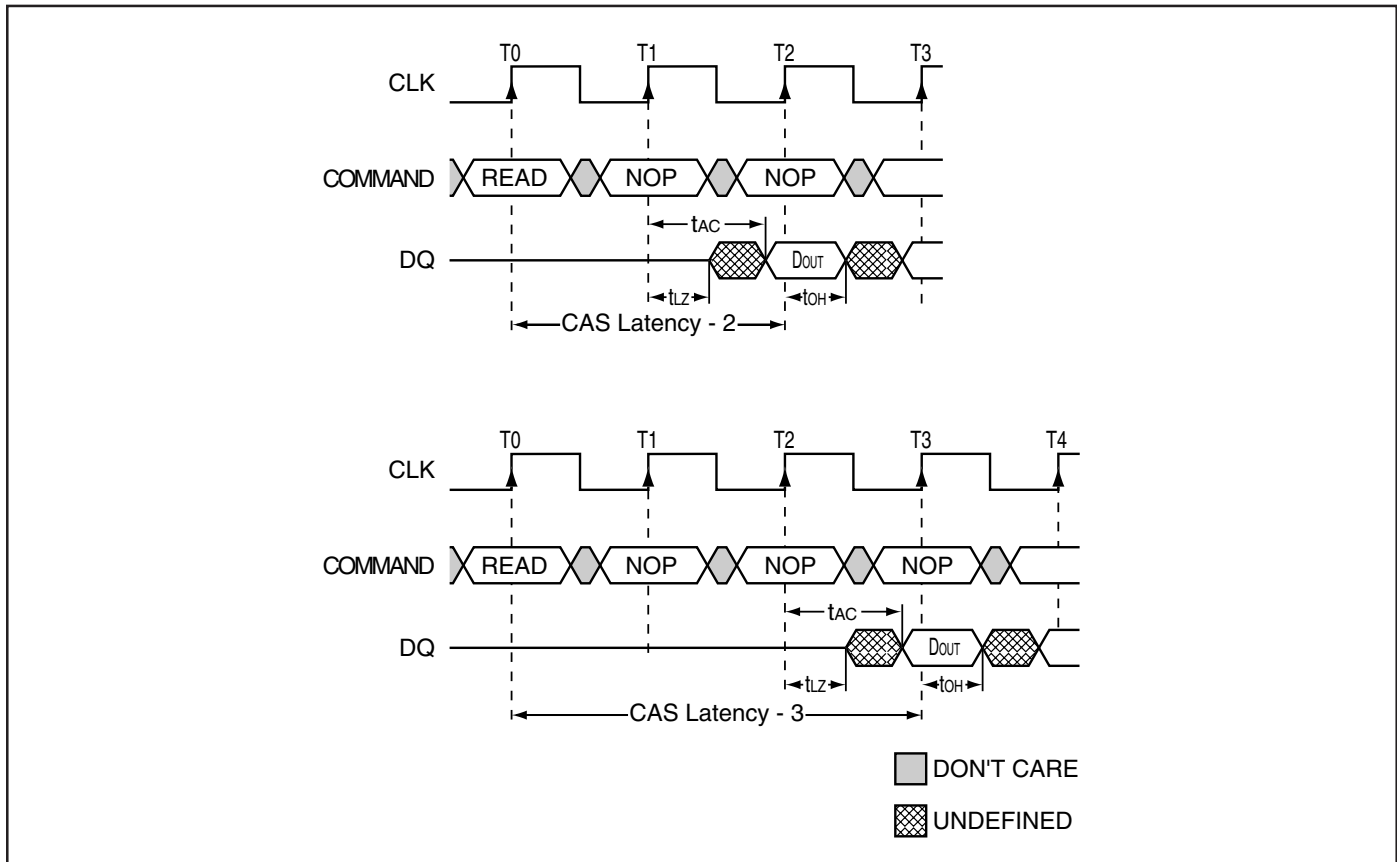 T0 T1 T2 T3
CLK
COMMAND READ NOP NOP
tAC
DQ DOUT
tLZ tOH
CAS Latency - 2
T0 T1 T2 T3 T4
CLK
COMMAND READ NOP NOP NOP
tAC
DQ DOUT
tLZ tOH
CAS Latency - 3
DON'T CARE
UNDEFINED